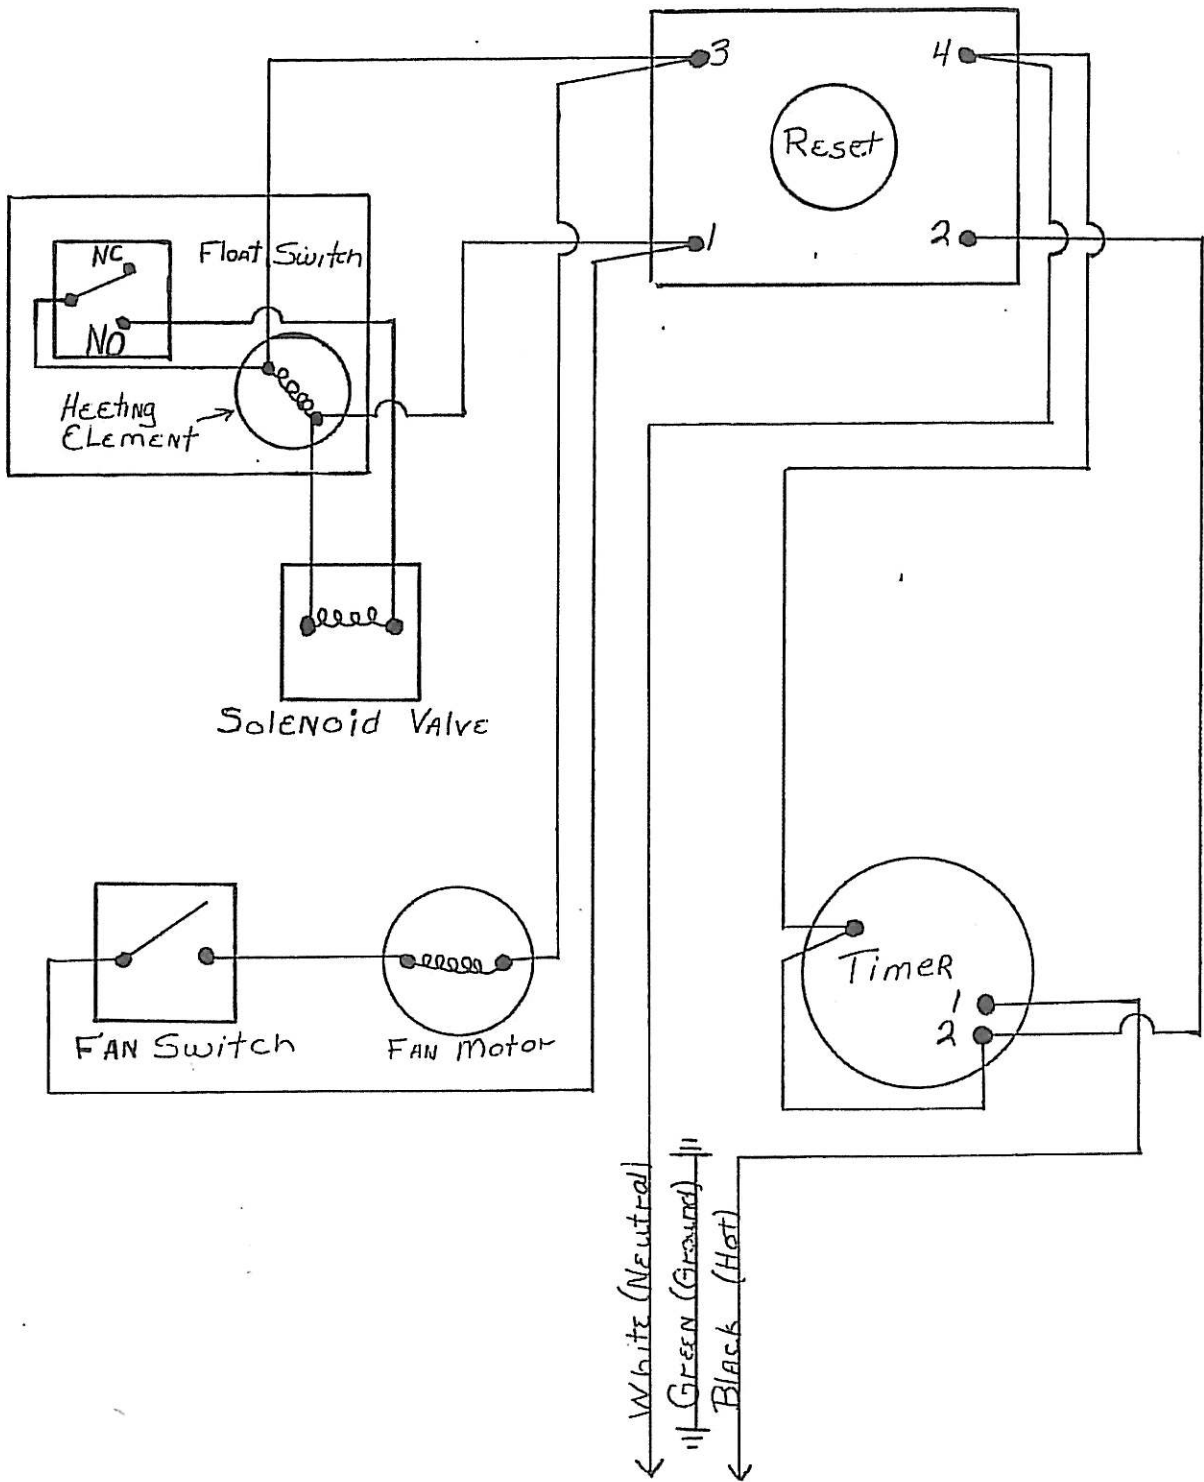 3
4
Reset
1
2
NC
Float Switch
NO
Heeting
Element
Solenoid Valve
Timer
1
2
Fan Switch
Fan Motor
White (Neutral)
Green (Ground)
Black (Hot)